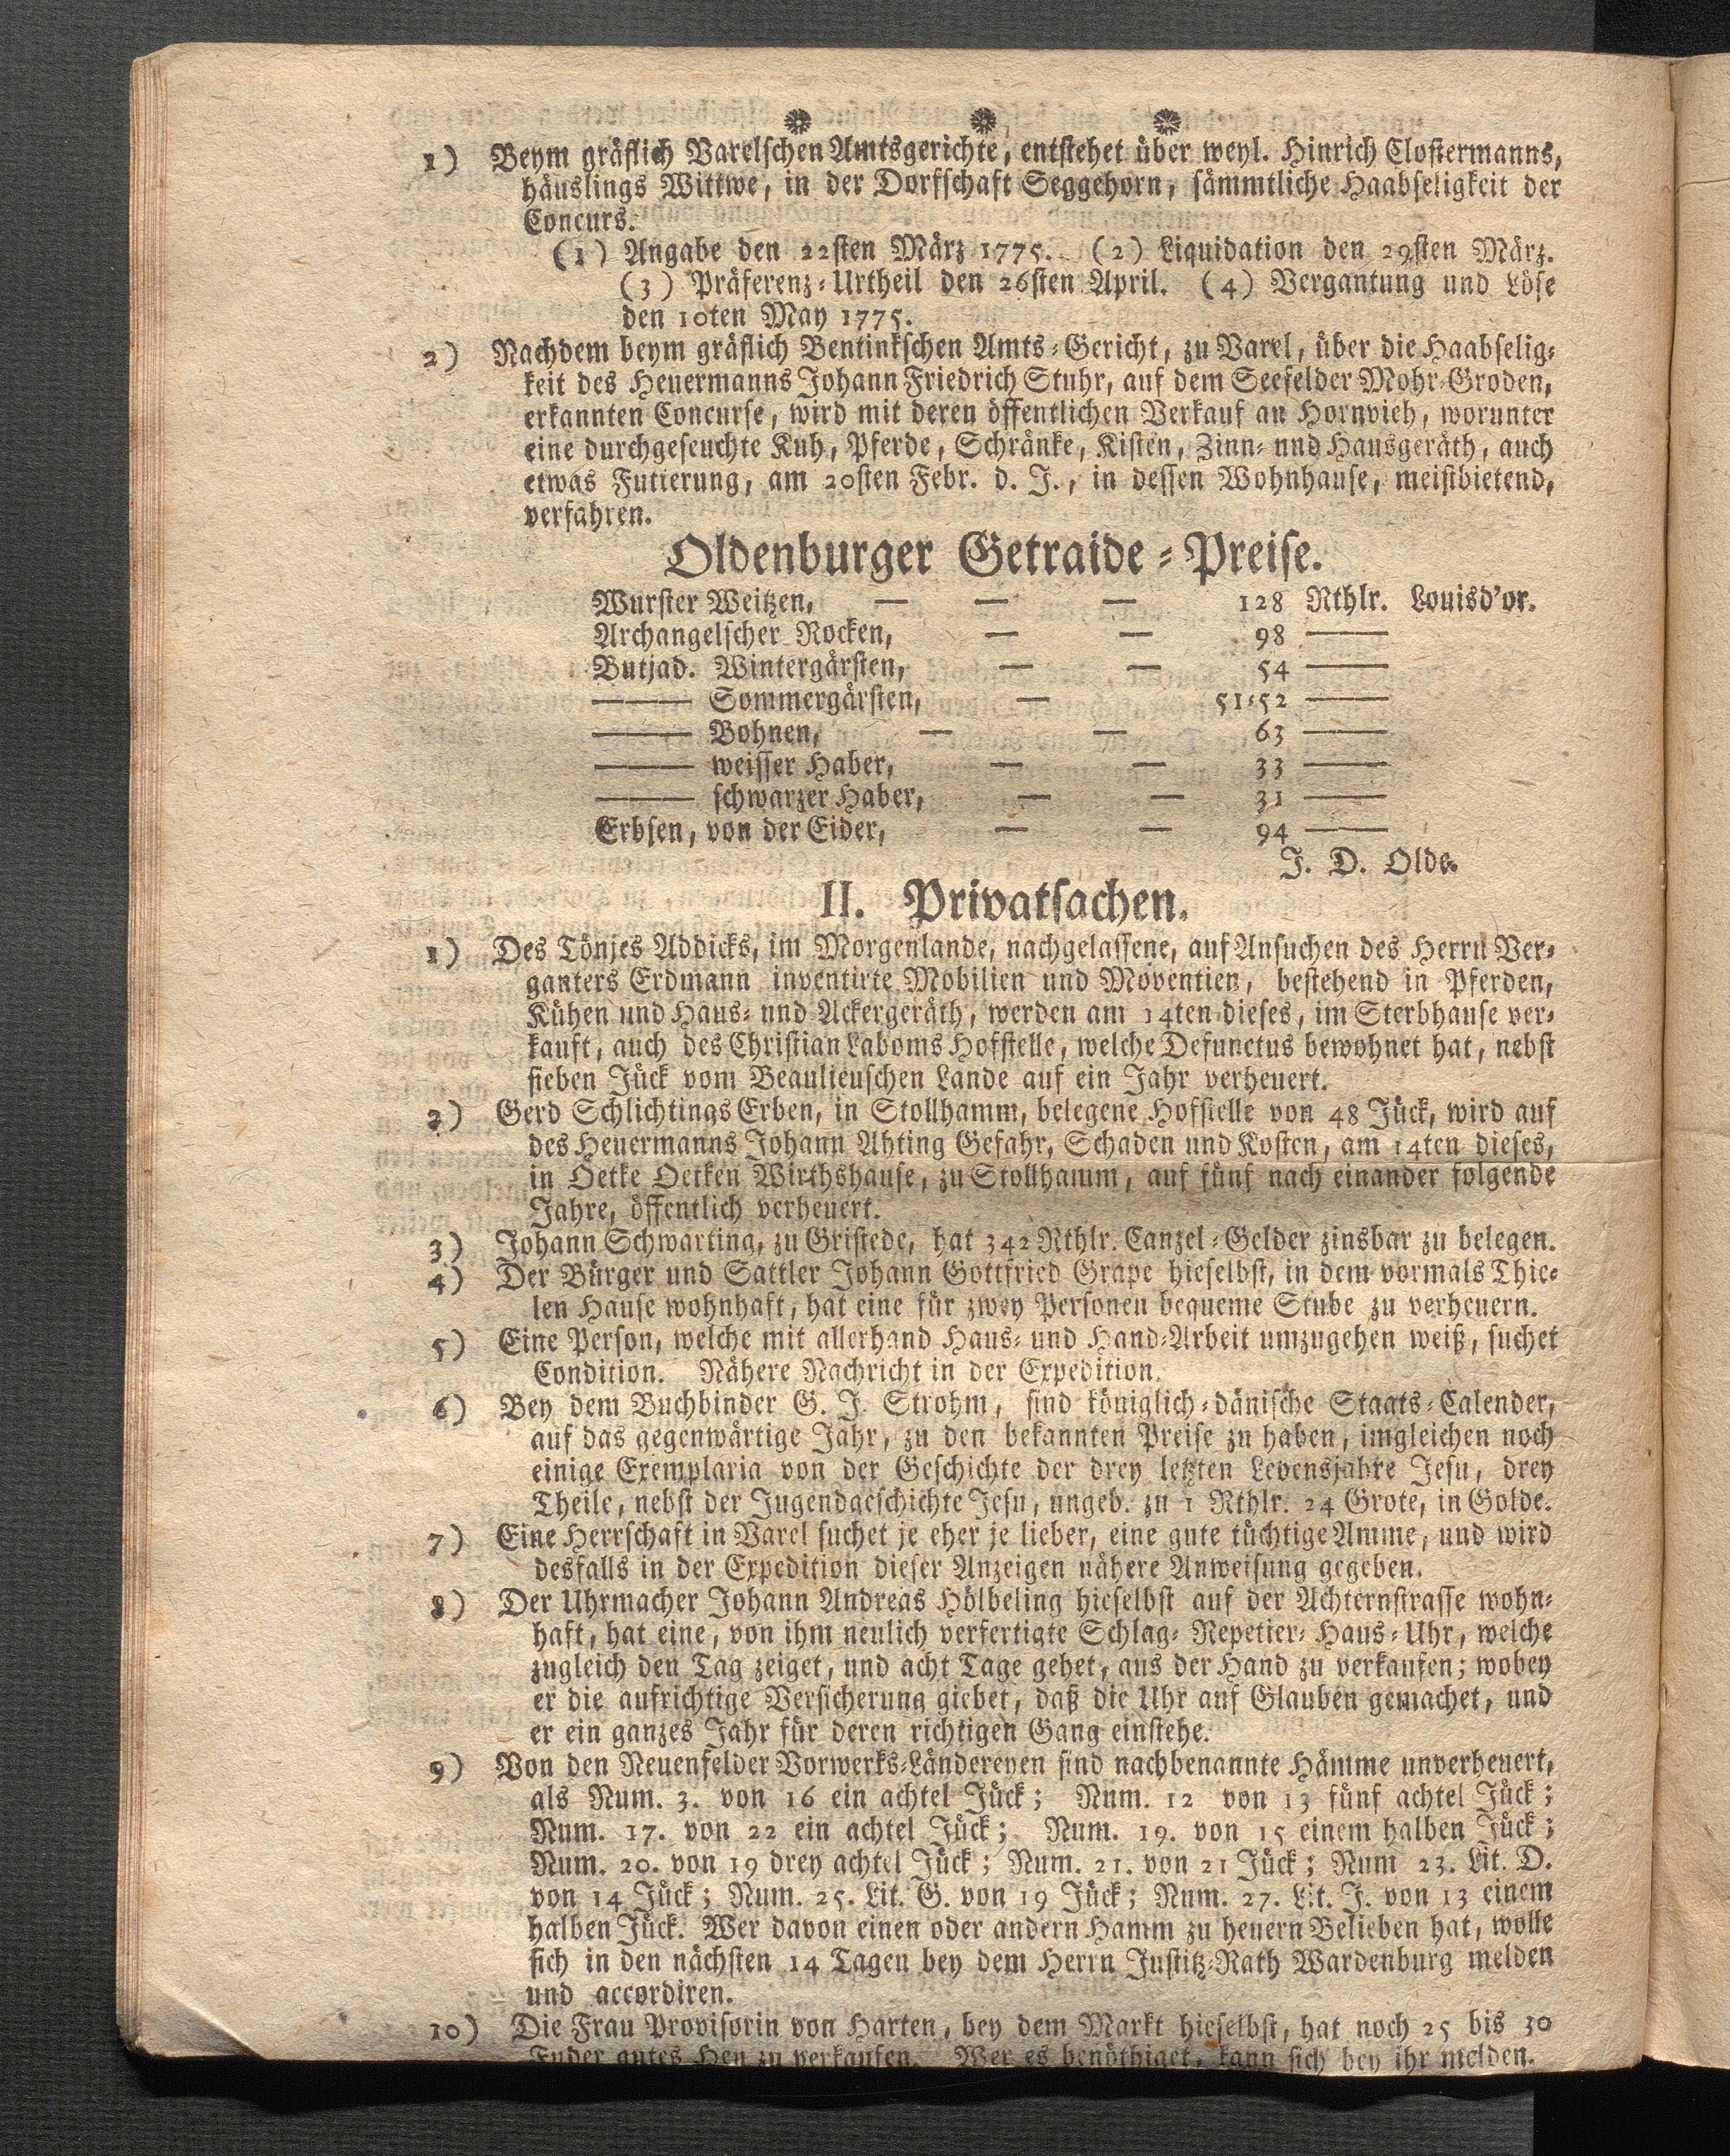 1) Beym gräflich Varelschen Amtsgerichte, entstehet über weyl. Hinrich Clostermanns,
häuslings Wittwe, in der Dorfschaft Seggehorn, sämmtliche Haabseligkeit der
Concurs.
(1) Angabe den 22sten März 1775. (2) Liquidation den 29sten März.
(3) Präferenz-Urtheil den 26sten April. (4) Vergantung und Löse
den 10ten May 1775.
2) Nachdem beym gräflich Bentinkschen Amts-Gericht, zu Varel, über die Haabselig-
keit des Heuermanns Johann Friedrich Stuhr, auf dem Seefelder Mohr-Groden,
erkannten Concurse, wird mit deren öffentlichen Verkauf an Hornvieh, worunter
eine durchgeseuchte Kuh, Pferde, Schränke, Kisten, Zinn- und Hausgeräth, auch
etwas Futterung, am 20sten Febr. d. J., in dessen Wohnhause, meistbietend,
verfahren.
Oldenburger Getraide-Preise.
Wurster Weitzen, — — — 128 Rthlr. Louisd'or.
Archangelscher Rocken, — — 98 ——
Butjad. Wintergärsten, — — 54 ——
—— Sommergärsten, — 51-52 ——
—— Bohnen, — — 63 ——
—— weisser Haber, — — 33 ——
—— schwarzer Haber, — — 31 ——
Erbsen, von der Eider, — — 94 ——
J. D. Olde.
II. Privatsachen.
1) Des Tönjes Addicks, im Morgenlande, nachgelassene, auf Ansuchen des Herrn Ver-
ganters Erdmann inventirte Mobilien und Moventien, bestehend in Pferden,
Kühen und Haus- und Ackergeräth, werden am 14ten dieses, im Sterbhause ver-
kauft, auch des Christian Laboms Hofstelle, welche Defunctus bewohnet hat, nebst
sieben Jück vom Beaulieuschen Lande auf ein Jahr verheuert.
2) Gerd Schlichtings Erben, in Stollhamm, belegene Hofstelle von 48 Jück, wird auf
des Heuermanns Johann Ahting Gefahr, Schaden und Kosten, am 14ten dieses,
in Oetke Oetken Wirthshause, zu Stollhamm, auf fünf nach einander folgende
Jahre, öffentlich verheuert.
3) Johann Schwarting, zu Gristede, hat 342 Rthlr. Canzel-Gelder zinsbar zu belegen.
4) Der Bürger und Sattler Johann Gottfried Grape hieselbst, in dem vormals Thie-
len Hause wohnhaft, hat eine für zwey Personen bequeme Stube zu verheuern.
5) Eine Person, welche mit allerhand Haus- und Hand-Arbeit umzugehen weiß, suchet
Condition. Nähere Nachricht in der Expedition.
6) Bey dem Buchbinder G. J. Strohm, sind königlich-dänische Staats-Calender,
auf das gegenwärtige Jahr, zu den bekannten Preise zu haben, imgleichen noch
einige Exemplaria von der Geschichte der drey letzten Lebensjahre Jesu, drey
Theile, nebst der Jugendgeschichte Jesu, ungeb. zu 1 Rthlr. 24 Grote, in Golde.
7) Eine Herrschaft in Varel suchet je eher je lieber, eine gute tüchtige Amme, und wird
desfalls in der Expedition dieser Anzeigen nähere Anweisung gegeben.
8) Der Uhrmacher Johann Andreas Hölbeling hieselbst auf der Achternstrasse wohn-
haft, hat eine, von ihm neulich verfertigte Schlag- Repetier- Haus-Uhr, welche
zugleich den Tag zeiget, und acht Tage gehet, aus der Hand zu verkaufen; wobey
er die aufrichtige Versicherung giebet, daß die Uhr auf Glauben gemachet, und
er ein ganzes Jahr für deren richtigen Gang einstehe.
9) Von den Neuenfelder Vorwerks-Ländereyen sind nachbenannte Hämme unverheuert,
als Num. 3. von 16 ein achtel Jück; Num. 12 von 13 fünf achtel Jück;
Num. 17. von 22 ein achtel Jück; Num. 19. von 15 einem halben Jück;
Num. 20. von 19 drey achtel Jück; Num. 21. von 21 Jück; Num 23. Lit. D.
von 14 Jück; Num. 25. Lit. G. von 19 Jück; Num. 27. Lit. J. von 13 einem
halben Jück. Wer davon einen oder andern Hamm zu heuern Belieben hat, wolle
sich in den nächsten 14 Tagen bey dem Herrn Justitz-Rath Wardenburg melden
und accordiren.
10) Die Frau Provisorin von Harten, bey dem Markt hieselbst, hat noch 25 bis 30
Fuder gutes Heu zu verkaufen. Wer es benöthiget, kann sich bey ihr melden.